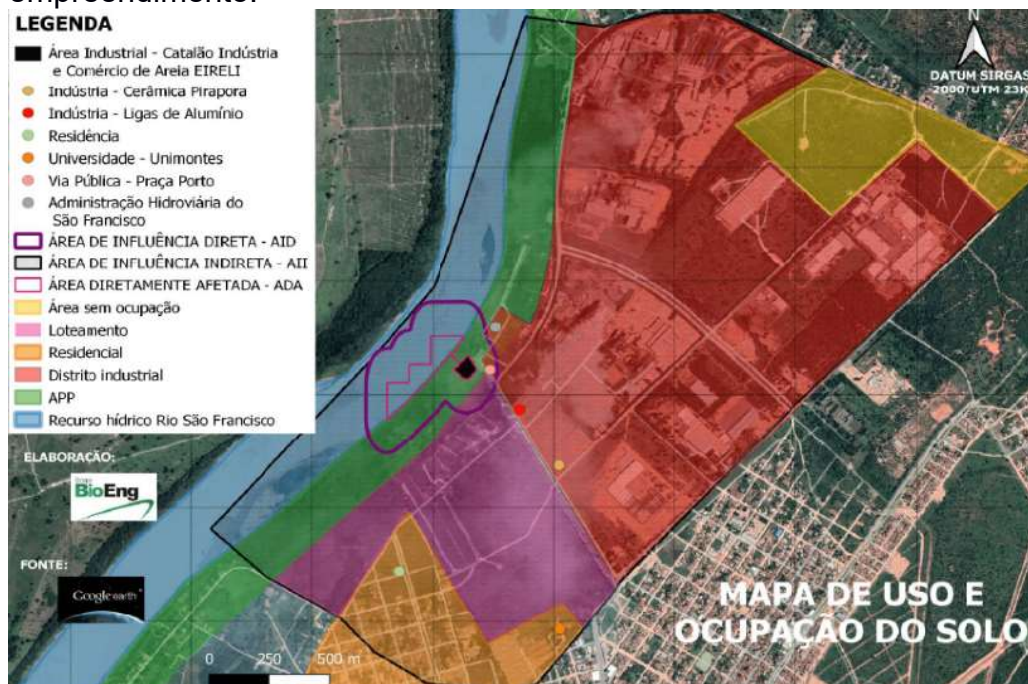 empreendimento.
LEGENDA
Área Industrial - Catalão Indústria
e Comércio de Areia EIRELI
Indústria - Cerâmica Pirapora
Indústria - Ligas de Alumínio
Residência
Universidade - Unimontes
Via Pública - Praça Porto
Administração Hidroviária do
São Francisco
ÁREA DE INFLUÊNCIA DIRETA - AID
ÁREA DE INFLUÊNCIA INDIRETA - AII
ÁREA DIRETAMENTE AFETADA - ADA
Área sem ocupação
Loteamento
Residencial
Distrito industrial
APP
Recurso hídrico Rio São Francisco
N
DATUM SIRGAS
2000/UTM 23K
ELABORAÇÃO:
BioEng
FONTE:
Google earth
0 250 500 m
MAPA DE USO E
OCUPAÇÃO DO SOLO